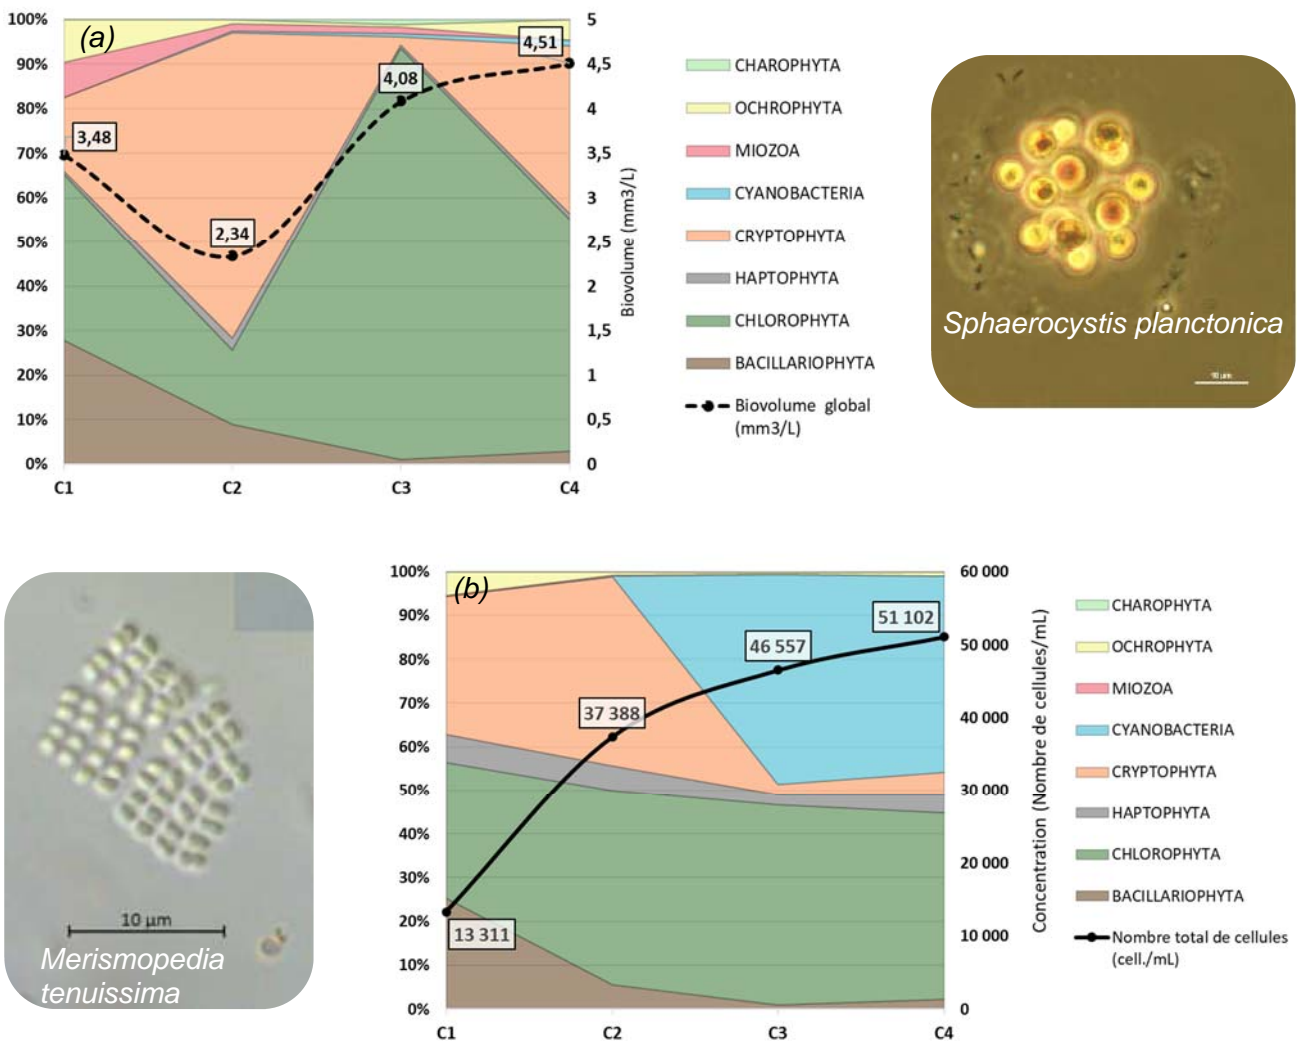 (a)
100%
90%
80%
70%
60%
50%
40%
30%
20%
10%
0%
C1
C2
C3
C4
3,48
2,34
4,08
4,51
5
4,5
4
3,5
3
2,5
2
1,5
1
0,5
0
Biovolume (mm3/L)
CHAROPHYTA
OCHROPHYTA
MIOZOA
CYANOBACTERIA
CRYPTOPHYTA
HAPTOPHYTA
CHLOROPHYTA
BACILLARIOPHYTA
Biovolume global
(mm3/L)
Sphaerocystis planctonica
10 µm
10 µm
Merismopedia
tenuissima
(b)
100%
90%
80%
70%
60%
50%
40%
30%
20%
10%
0%
C1
C2
C3
C4
13 311
37 388
46 557
51 102
60 000
50 000
40 000
30 000
20 000
10 000
0
Concentration (Nombre de cellules/mL)
CHAROPHYTA
OCHROPHYTA
MIOZOA
CYANOBACTERIA
CRYPTOPHYTA
HAPTOPHYTA
CHLOROPHYTA
BACILLARIOPHYTA
Nombre total de cellules
(cell./mL)